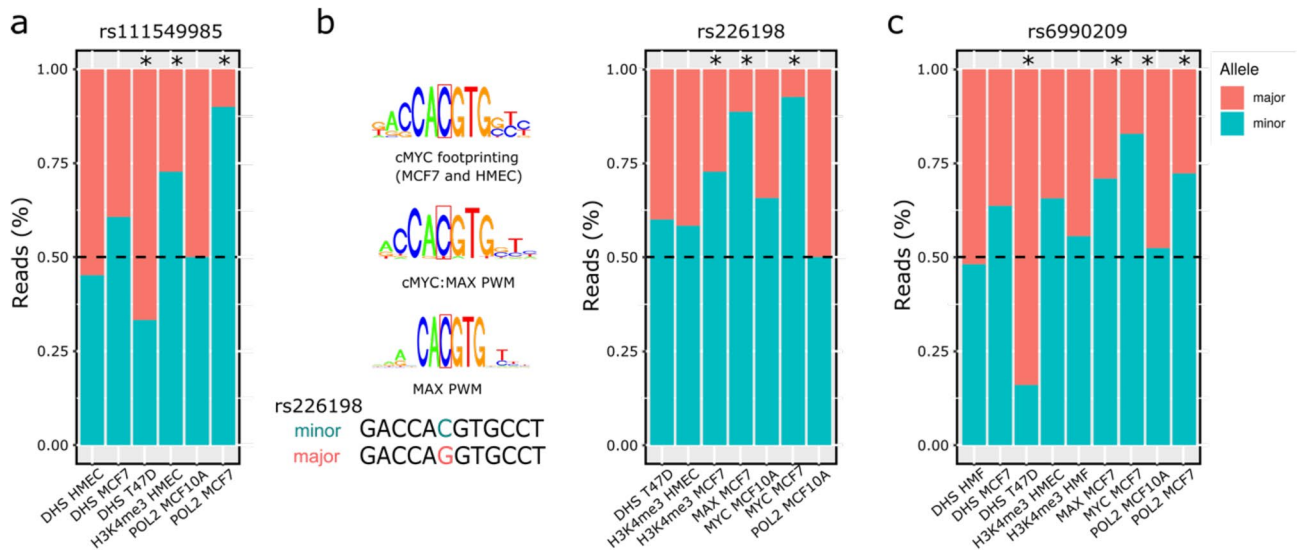 a
rs111549985
Reads (%)
1.00
0.75
0.50
0.25
0.00
* * *
DHS HMEC
DHS MCF7
DHS T47D
H3K4me3 HMEC
POL2 MCF10A
POL2 MCF7
b
cMYC footprinting
(MCF7 and HMEC)
cMYC:MAX PWM
CACGTG
MAX PWM
rs226198
minor GACCACGTGCCT
major GACCAGGTGCCT
rs226198
Reads (%)
1.00
0.75
0.50
0.25
0.00
* * *
DHS T47D
DHS HMEC
H3K4me3 MCF7
MAX MCF7
MYC MCF10A
MYC MCF7
POL2 MCF10A
c
rs6990209
Reads (%)
1.00
0.75
0.50
0.25
0.00
* * * *
DHS HMF
DHS MCF7
DHS T47D
H3K4me3 HMEC
H3K4me3 HMF
MAX MCF7
MYC MCF7
POL2 MCF10A
POL2 MCF7
Allele
major
minor